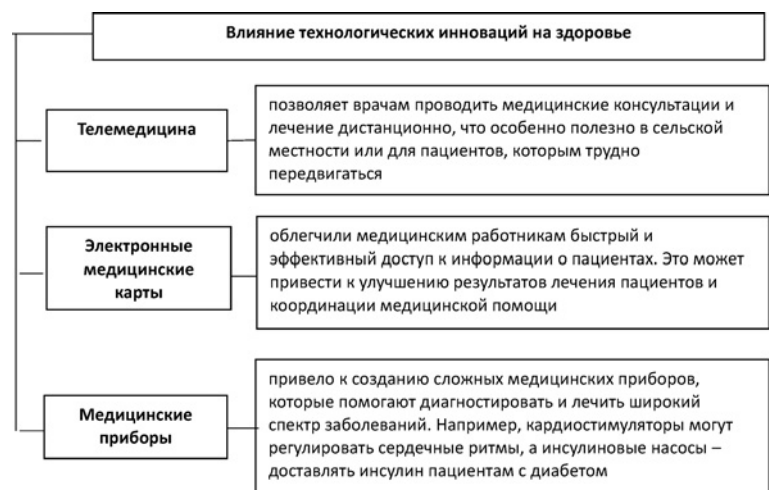 Влияние технологических инноваций на здоровье
Телемедицина
позволяет врачам проводить медицинские консультации и
лечение дистанционно, что особенно полезно в сельской
местности или для пациентов, которым трудно
передвигаться
Электронные
медицинские
карты
облегчили медицинским работникам быстрый и
эффективный доступ к информации о пациентах. Это может
привести к улучшению результатов лечения пациентов и
координации медицинской помощи
Медицинские
приборы
привело к созданию сложных медицинских приборов,
которые помогают диагностировать и лечить широкий
спектр заболеваний. Например, кардиостимуляторы могут
регулировать сердечные ритмы, а инсулиновые насосы –
доставлять инсулин пациентам с диабетом